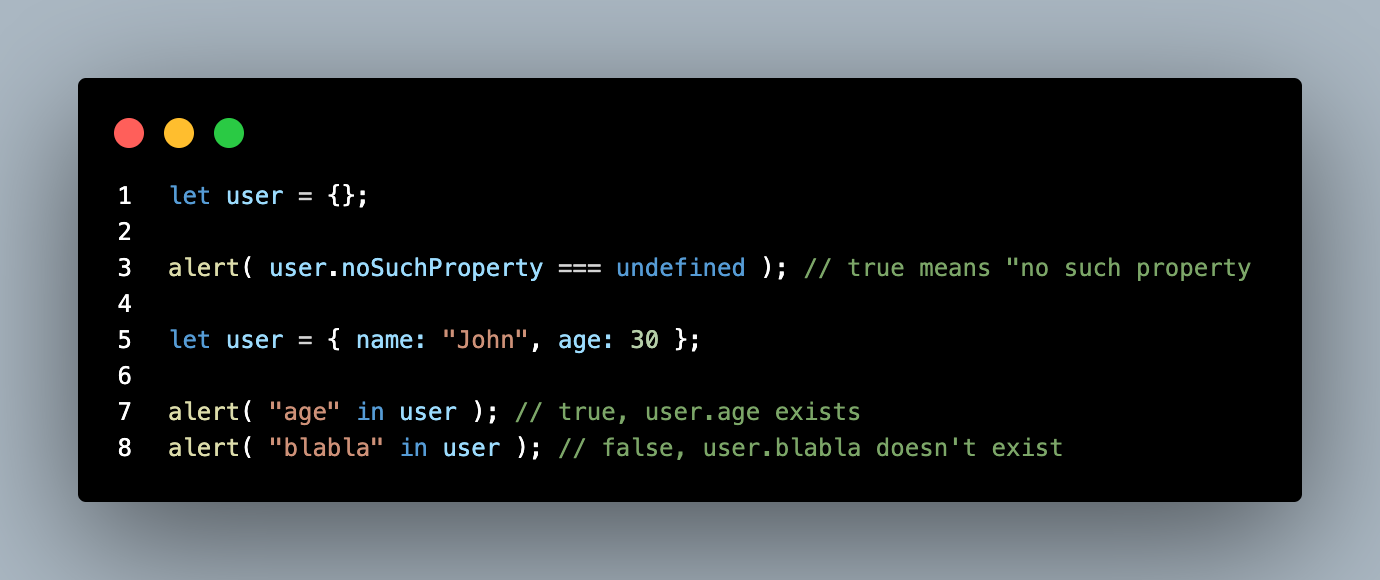 1 let user = {};
2
3 alert( user.noSuchProperty === undefined ); // true means "no such property
4
5 let user = { name: "John", age: 30 };
6
7 alert( "age" in user ); // true, user.age exists
8 alert( "blabla" in user ); // false, user.blabla doesn't exist